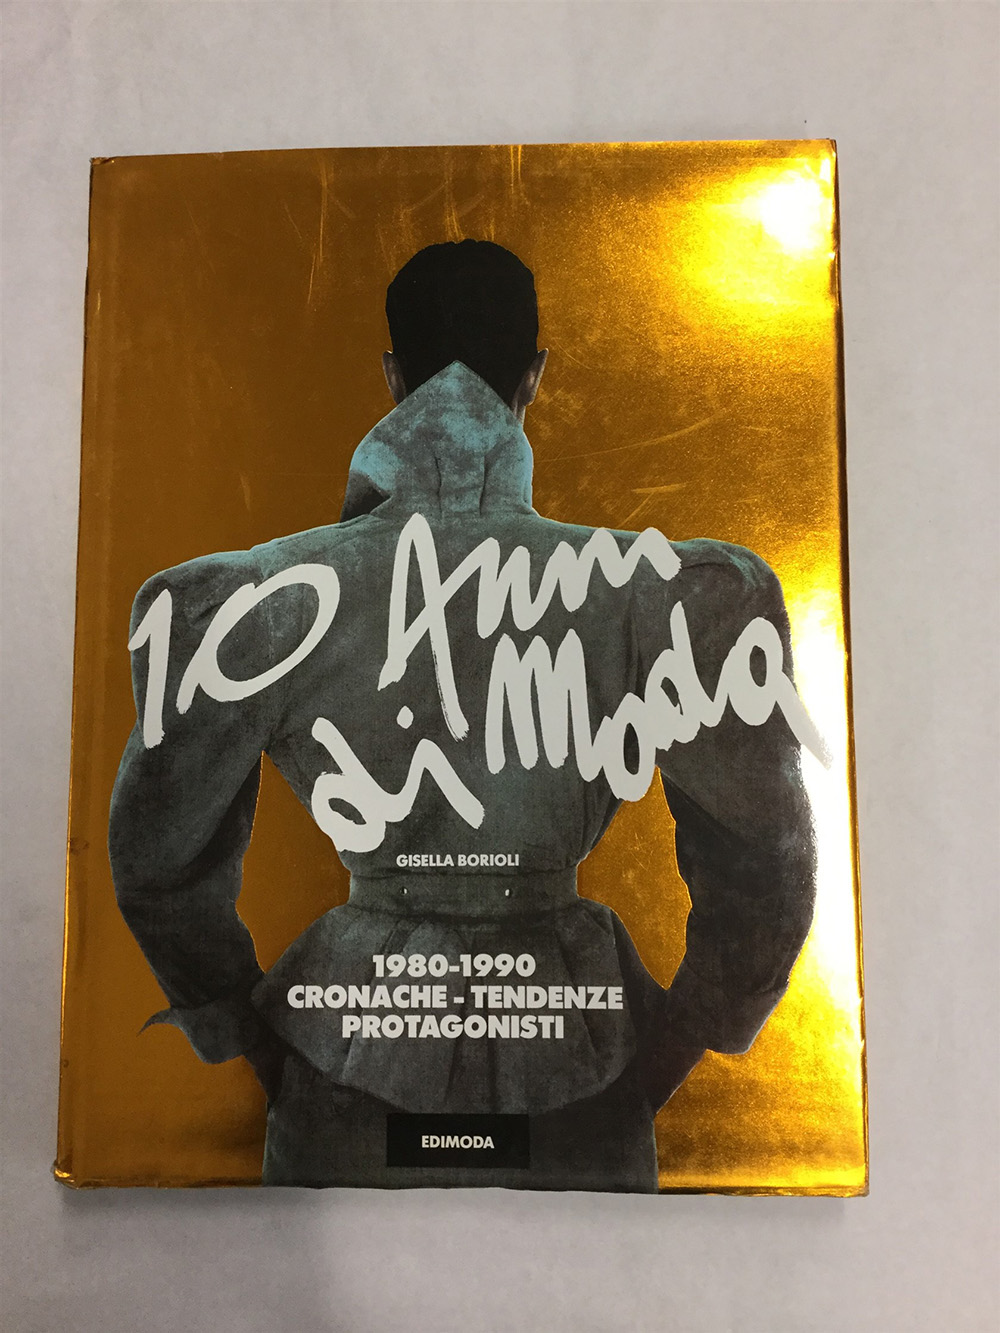 10 Anni
di Moda
GISELLA BORIOLI
1980-1990
CRONACHE - TENDENZE
PROTAGONISTI
EDIMODA